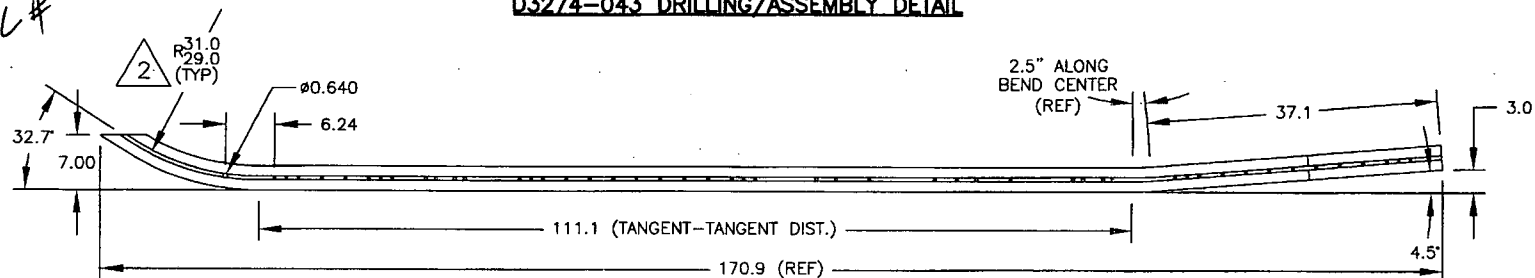 D3274-043 DRILLING/ASSEMBLY DETAIL
2
R31.0
29.0
(TYP)
Ø0.640
6.24
32.7°
7.00
2.5" ALONG
BEND CENTER
(REF)
37.1
3.0
111.1 (TANGENT-TANGENT DIST.)
4.5°
170.9 (REF)